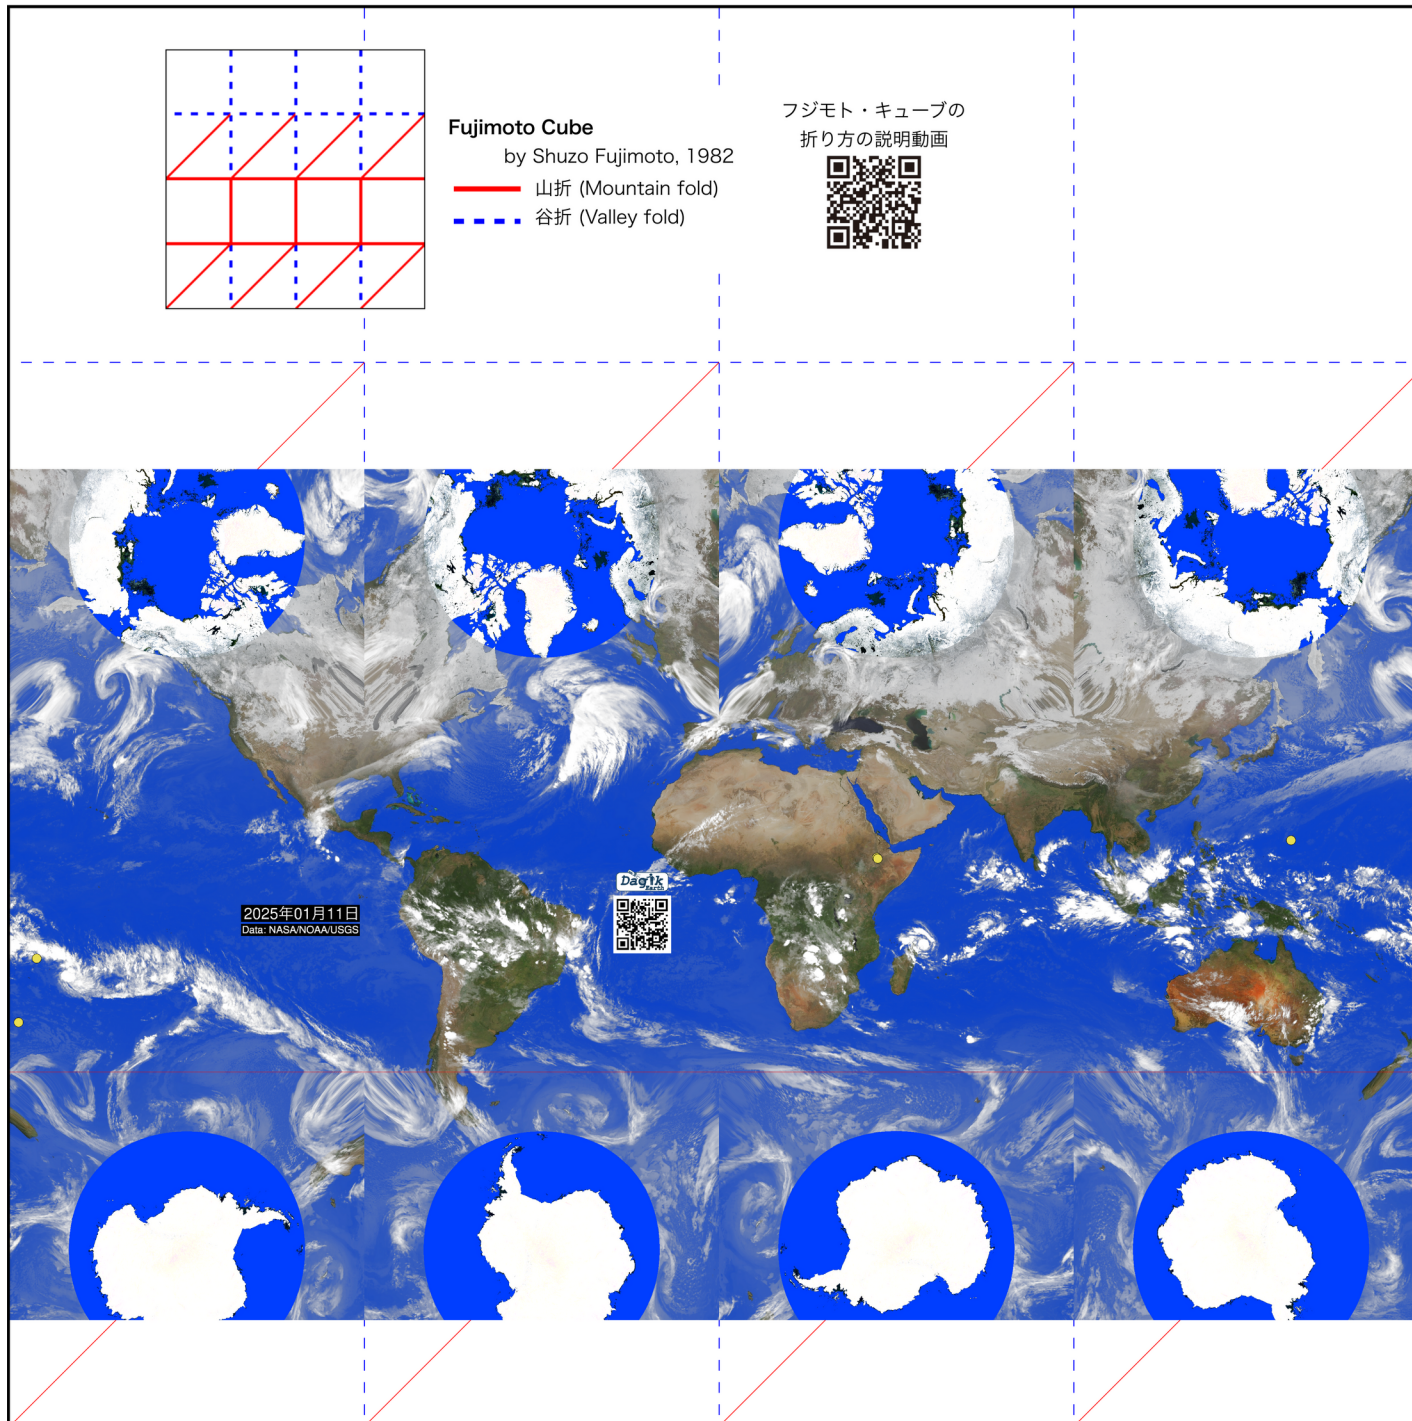 Fujimoto Cube
by Shuzo Fujimoto, 1982
山折 (Mountain fold)
谷折 (Valley fold)
フジモト・キューブの
折り方の説明動画
Dagik
Earth
2025年01月11日
Data: NASA/NOAA/USGS